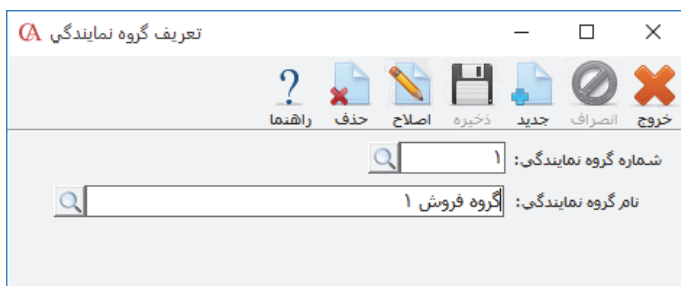 تعریف گروه نمایندگي
خروج انصراف جدید ذخیره اصلاح حذف راهنما
شماره گروه نمایندگی: ۱
نام گروه نمایندگی: گروه فروش ۱